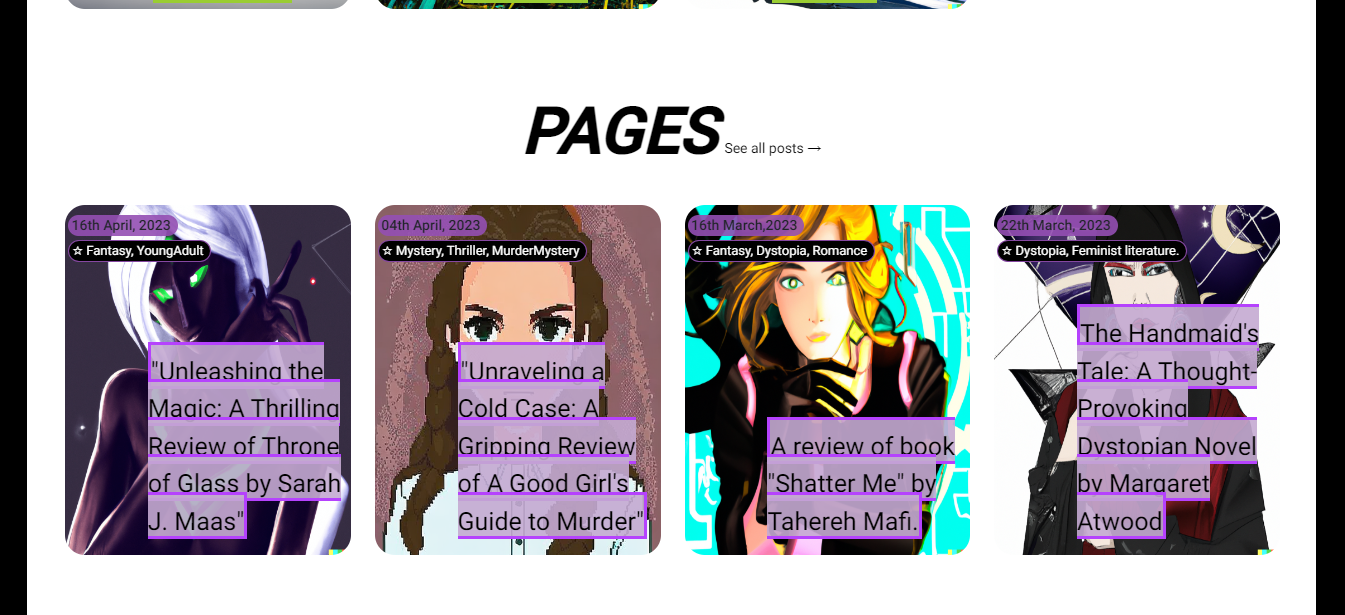 PAGES See all posts →
16th April, 2023
☆ Fantasy, YoungAdult
"Unleashing the
Magic: A Thrilling
Review of Throne
of Glass by Sarah
J. Maas"
04th April, 2023
☆ Mystery, Thriller, MurderMystery
"Unraveling a
Cold Case: A
Gripping Review
of A Good Girl's
Guide to Murder"
16th March,2023
☆ Fantasy, Dystopia, Romance
A review of book
"Shatter Me" by
Tahereh Mafi.
22th March, 2023
☆ Dystopia, Feminist literature.
The Handmaid's
Tale: A Thought-
Provoking
Dystopian Novel
by Margaret
Atwood